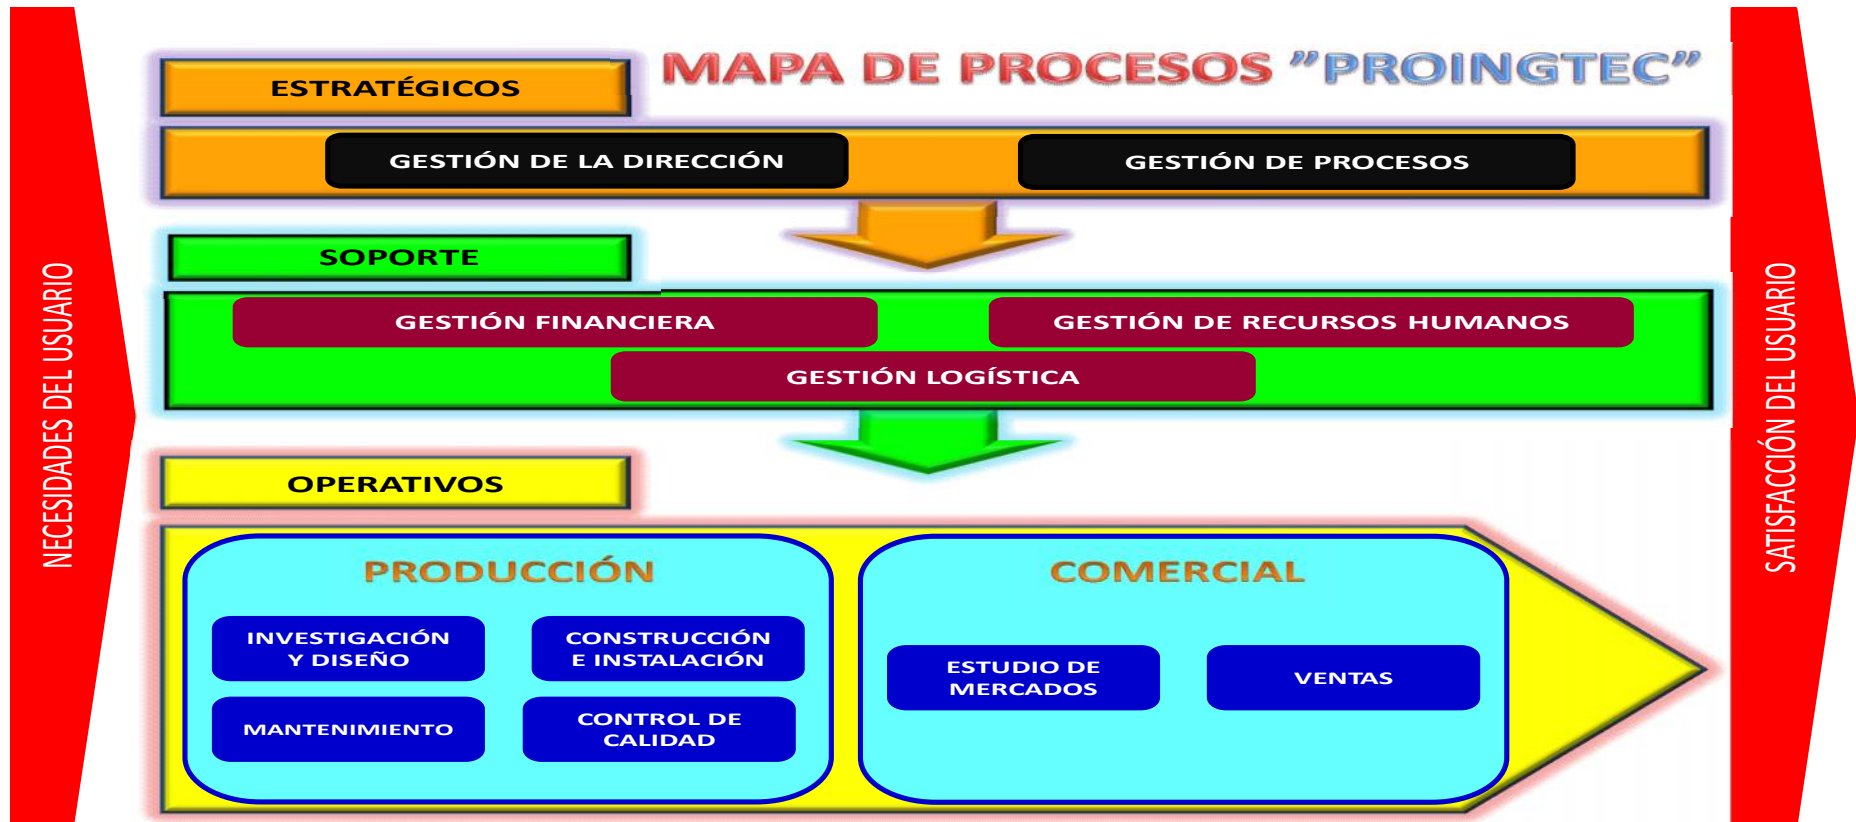 MAPA DE PROCESOS ”PROINGTEC”
ESTRATÉGICOS
GESTIÓN DE LA DIRECCIÓN
GESTIÓN DE PROCESOS
SOPORTE
GESTIÓN FINANCIERA
GESTIÓN DE RECURSOS HUMANOS
GESTIÓN LOGÍSTICA
OPERATIVOS
PRODUCCIÓN
INVESTIGACIÓN
Y DISEÑO
CONSTRUCCIÓN
E INSTALACIÓN
MANTENIMIENTO
CONTROL DE
CALIDAD
COMERCIAL
ESTUDIO DE
MERCADOS
VENTAS
NECESIDADES DEL USUARIO
SATISFACCIÓN DEL USUARIO